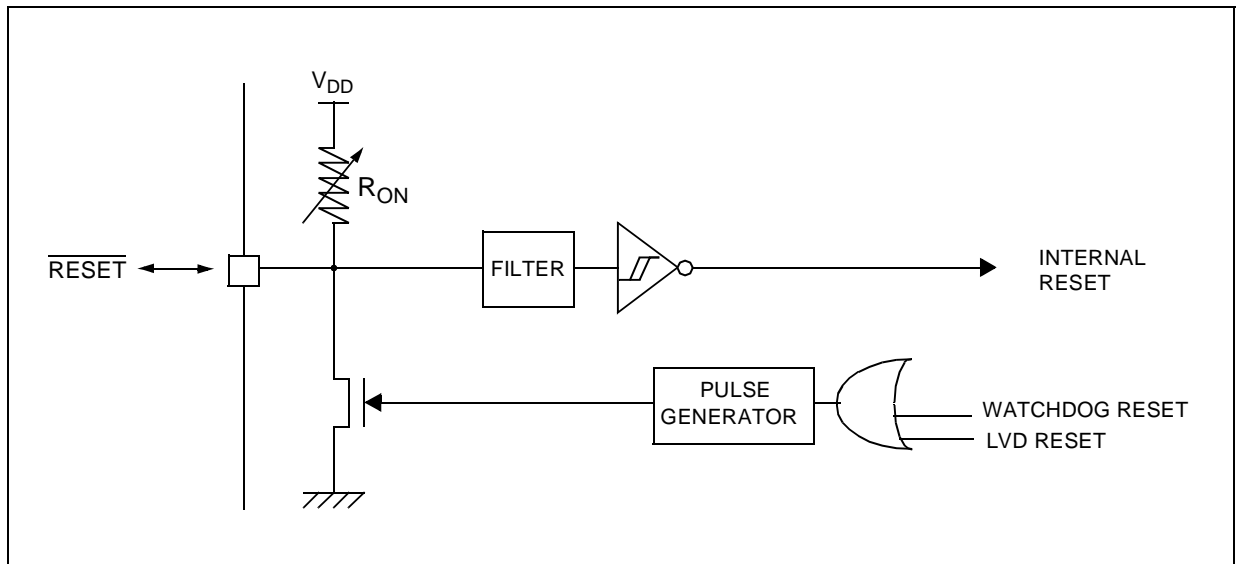 VDD
RON
RESET
FILTER
INTERNAL
RESET
PULSE
GENERATOR
WATCHDOG RESET
LVD RESET